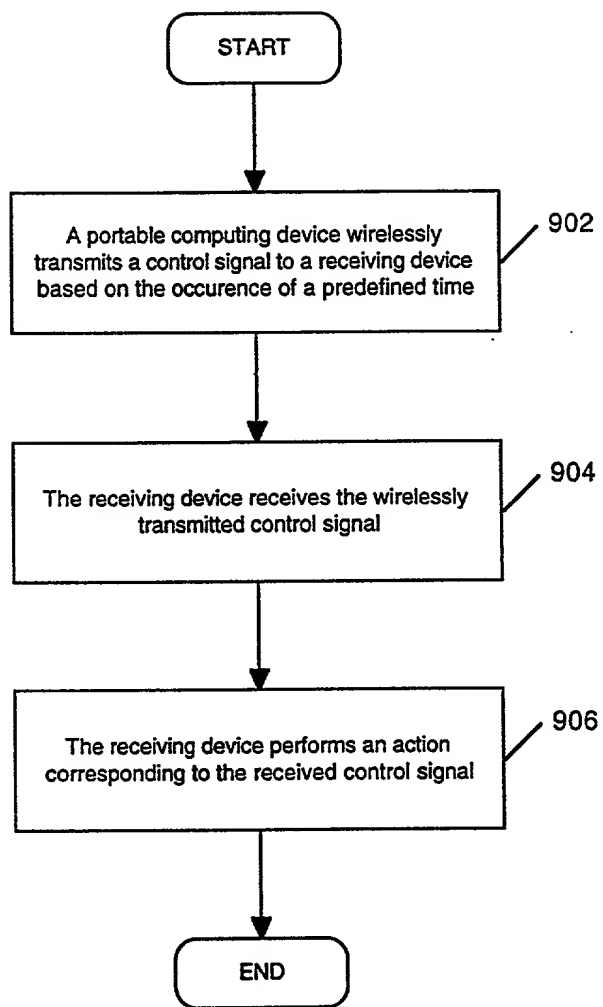 START
A portable computing device wirelessly
transmits a control signal to a receiving device
based on the occurence of a predefined time
902
The receiving device receives the wirelessly
transmitted control signal
904
The receiving device performs an action
corresponding to the received control signal
906
END